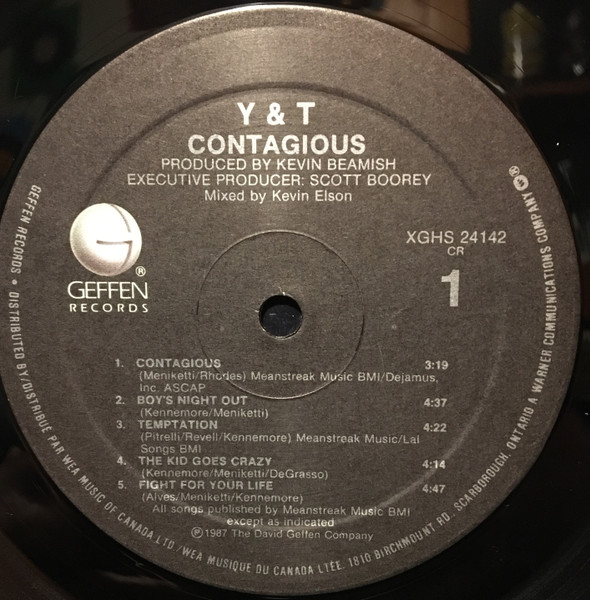 Y & T
CONTAGIOUS
PRODUCED BY KEVIN BEAMISH
EXECUTIVE PRODUCER: SCOTT BOOREY
Mixed by Kevin Elson
GEFFEN
RECORDS
®
XGHS 24142
CR
1
1. CONTAGIOUS 3:19
(Meniketti/Rhodes) Meanstreak Music BMI/Dejamus,
Inc. ASCAP
2. BOY'S NIGHT OUT 4:37
(Kennemore/Meniketti)
3. TEMPTATION 4:22
(Pitrelli/Revell/Kennemore) Meanstreak Music/Lal
Songs BMI
4. THE KID GOES CRAZY 4:14
(Kennemore/Meniketti/DeGrasso)
5. FIGHT FOR YOUR LIFE 4:47
(Alves/Meniketti/Kennemore)
All songs published by Meanstreak Music BMI
except as indicated
℗1987 The David Geffen Company
GEFFEN RECORDS • DISTRIBUTED BY/DISTRIBUE PAR WEA MUSIC OF CANADA LTD./WEA MUSIQUE DU CANADA LTÉE. 1810 BIRCHMOUNT RD. SCARBOROUGH, ONTARIO A WARNER COMMUNICATIONS COMPANY ®